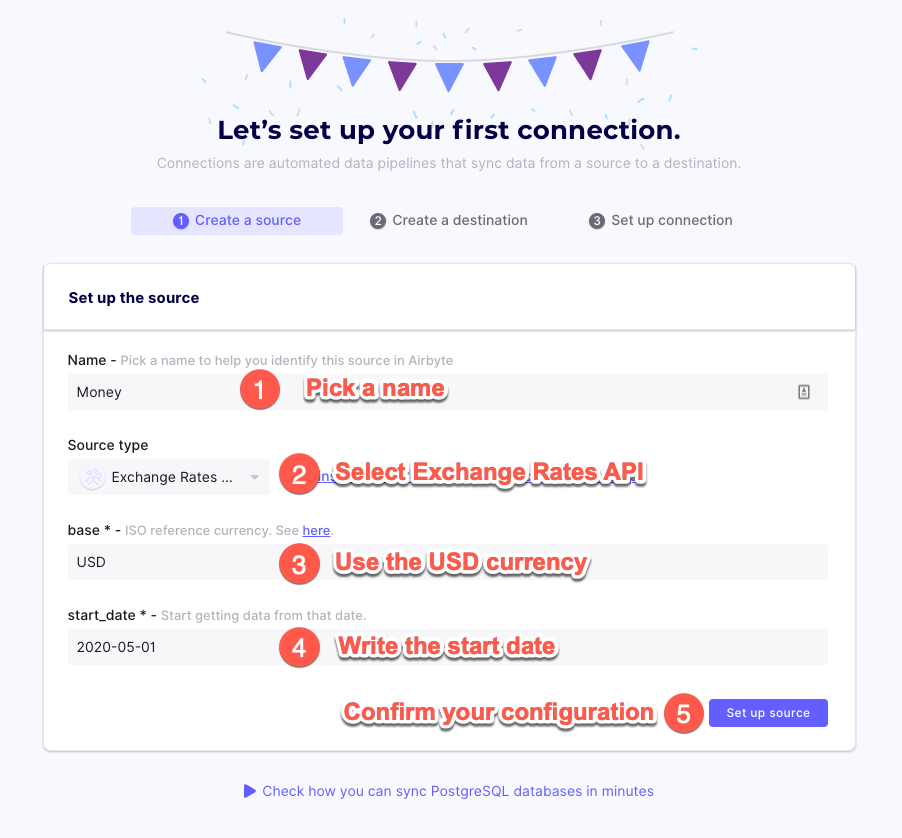 Let's set up your first connection.
Connections are automated data pipelines that sync data from a source to a destination.
1 Create a source 2 Create a destination 3 Set up connection
Set up the source
Name - Pick a name to help you identify this source in Airbyte
Money 1 Pick a name
Source type
Exchange Rates ... 2 ins Select Exchange Rates API
base * - ISO reference currency. See here.
USD 3 Use the USD currency
start_date * - Start getting data from that date.
2020-05-01 4 Write the start date
Confirm your configuration 5 Set up source
Check how you can sync PostgreSQL databases in minutes